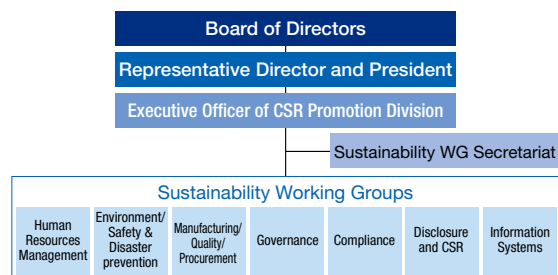 Board of Directors
Representative Director and President
Executive Officer of CSR Promotion Division
Sustainability WG Secretariat
Sustainability Working Groups
Human
Resources
Management
Environment/
Safety &
Disaster
prevention
Manufacturing/
Quality/
Procurement
Governance
Compliance
Disclosure
and CSR
Information
Systems